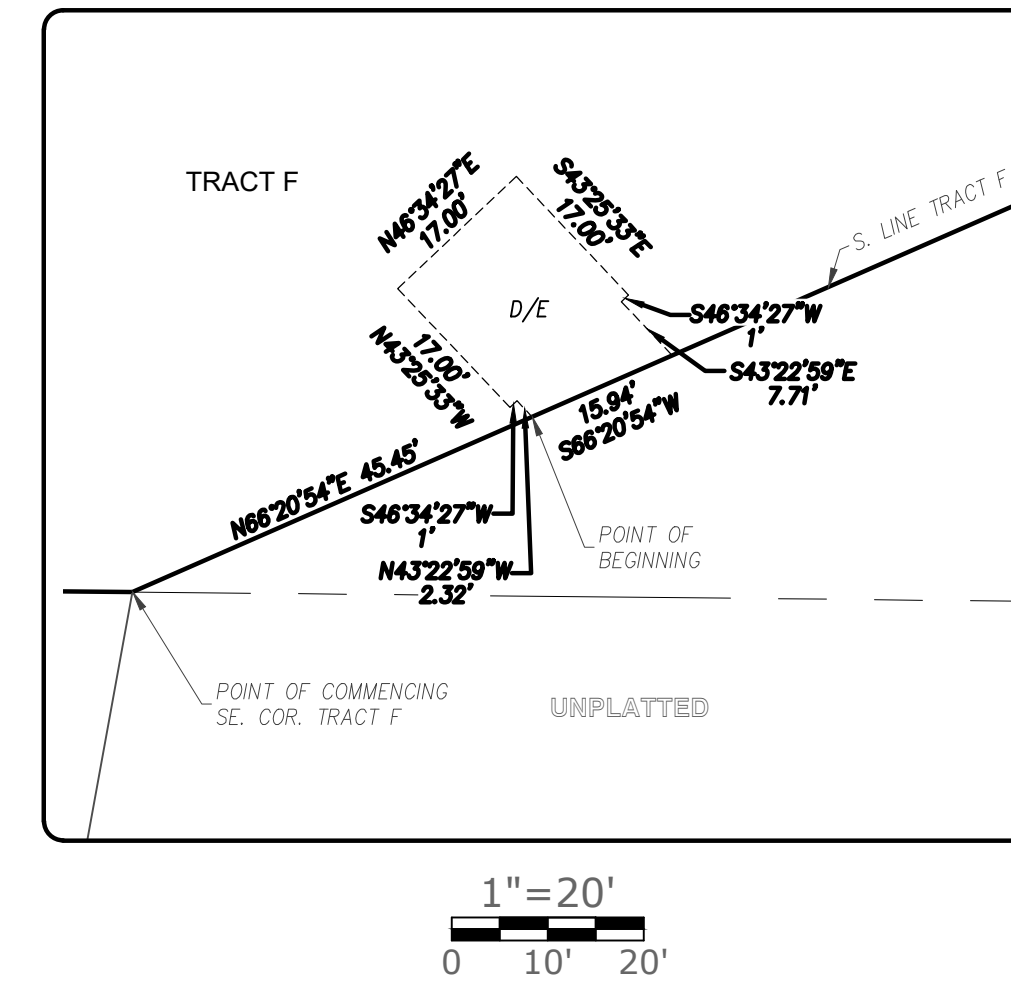 TRACT F
N46°34'27"E
17.00'
S43°25'33"E
17.00'
S. LINE TRACT F
D/E
S46°34'27"W
1'
S43°22'59"E
7.71'
17.00'
N43°25'33"W
15.94'
S66°20'54"W
N66°20'54"E 45.45'
S46°34'27"W
1'
N43°22'59"W
2.32'
POINT OF
BEGINNING
POINT OF COMMENCING
SE. COR. TRACT F
UNPLATTED
1"=20'
0 10' 20'